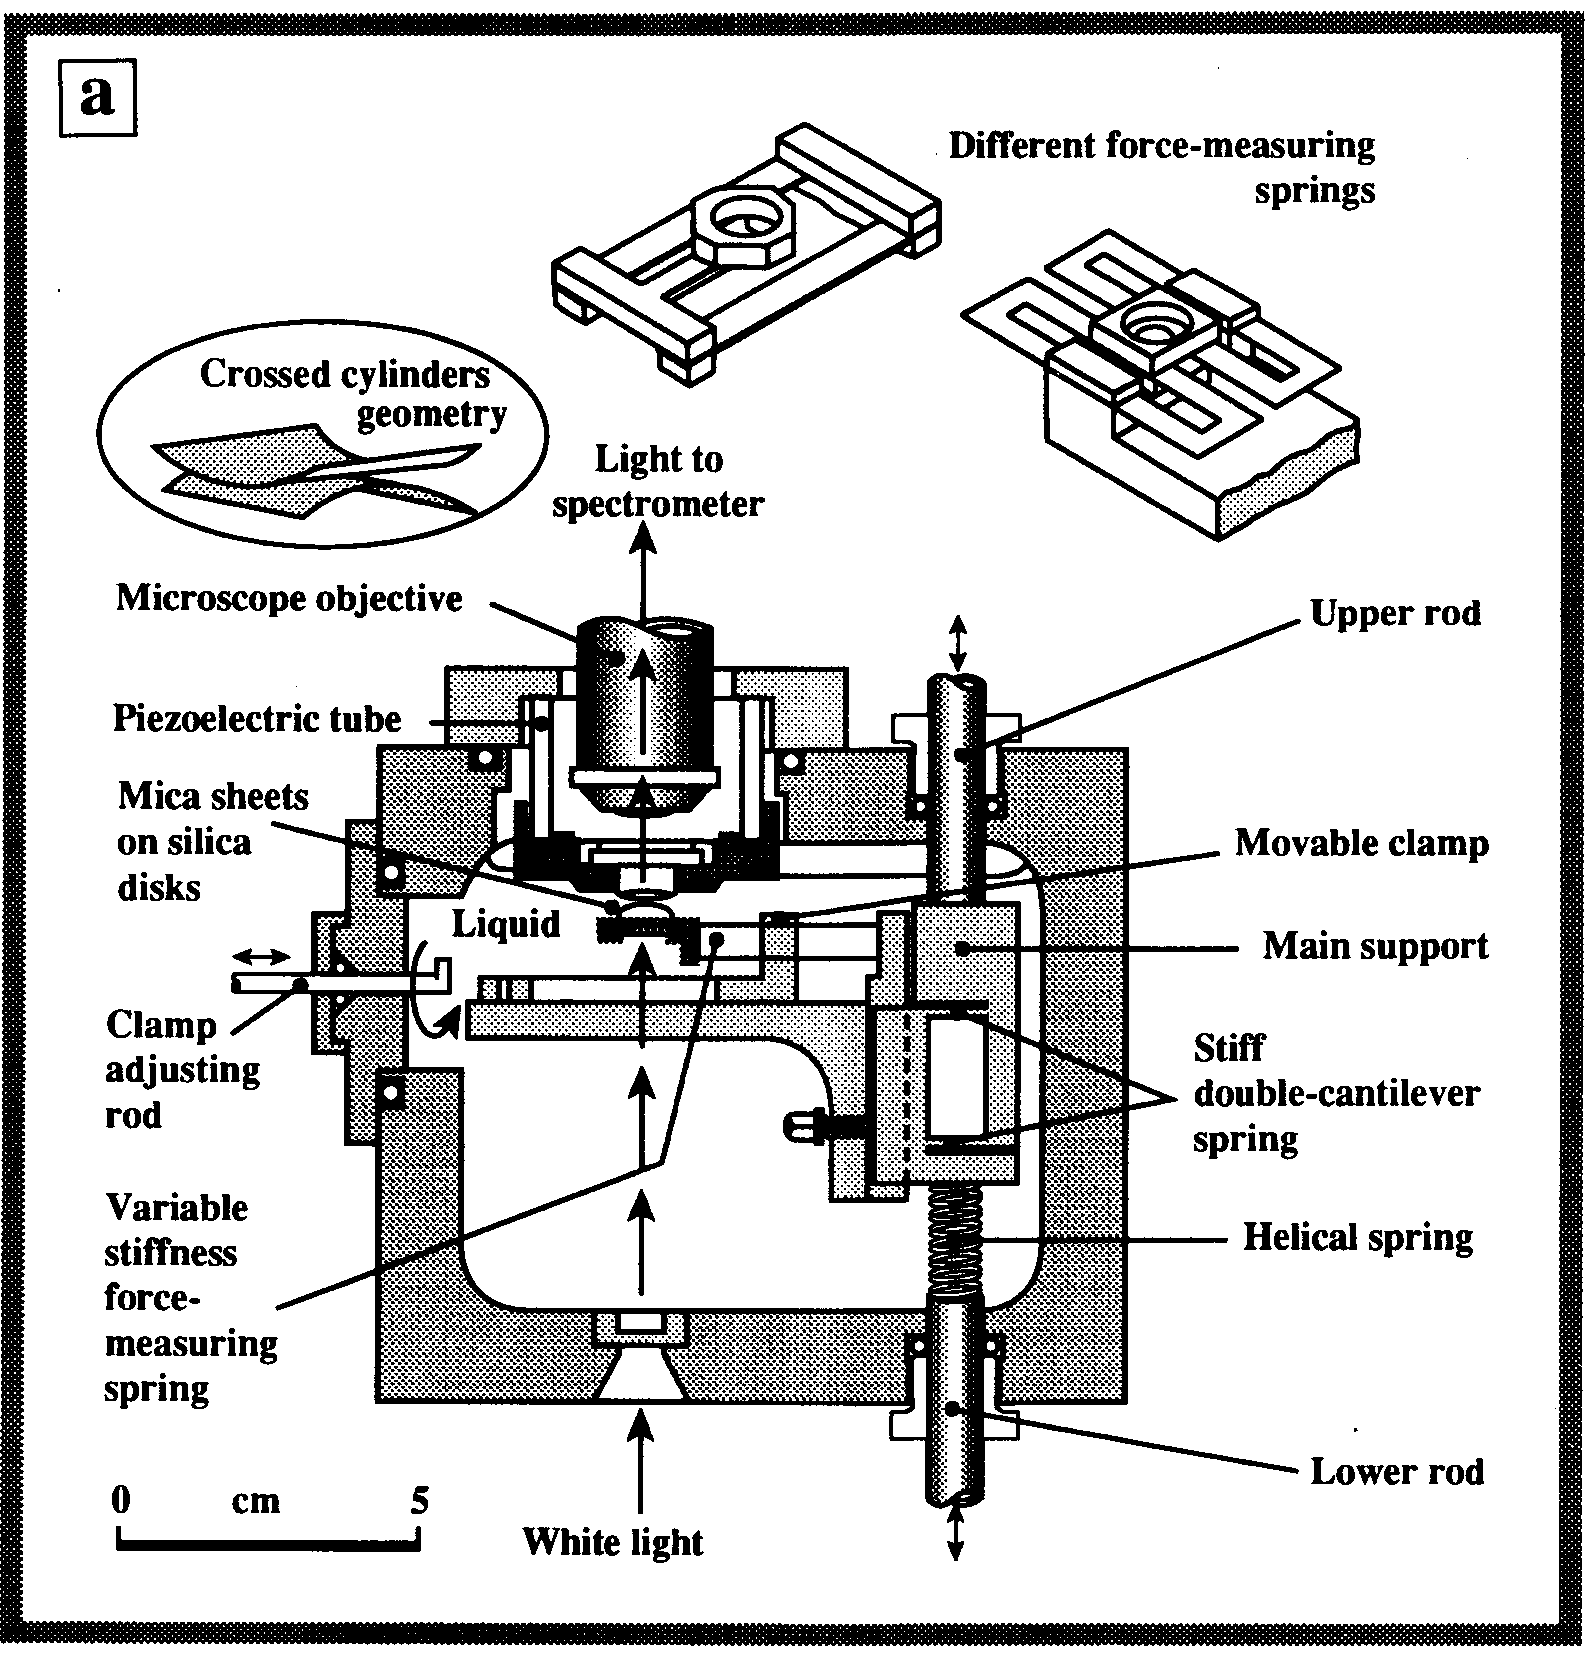 a
Different force-measuring
springs
Crossed cylinders
geometry
Light to
spectrometer
Microscope objective
Upper rod
Piezoelectric tube
Mica sheets
on silica
disks
Movable clamp
Liquid
Main support
Clamp
adjusting
rod
Stiff
double-cantilever
spring
Variable
stiffness
force-
measuring
spring
Helical spring
Lower rod
0 cm 5
White light